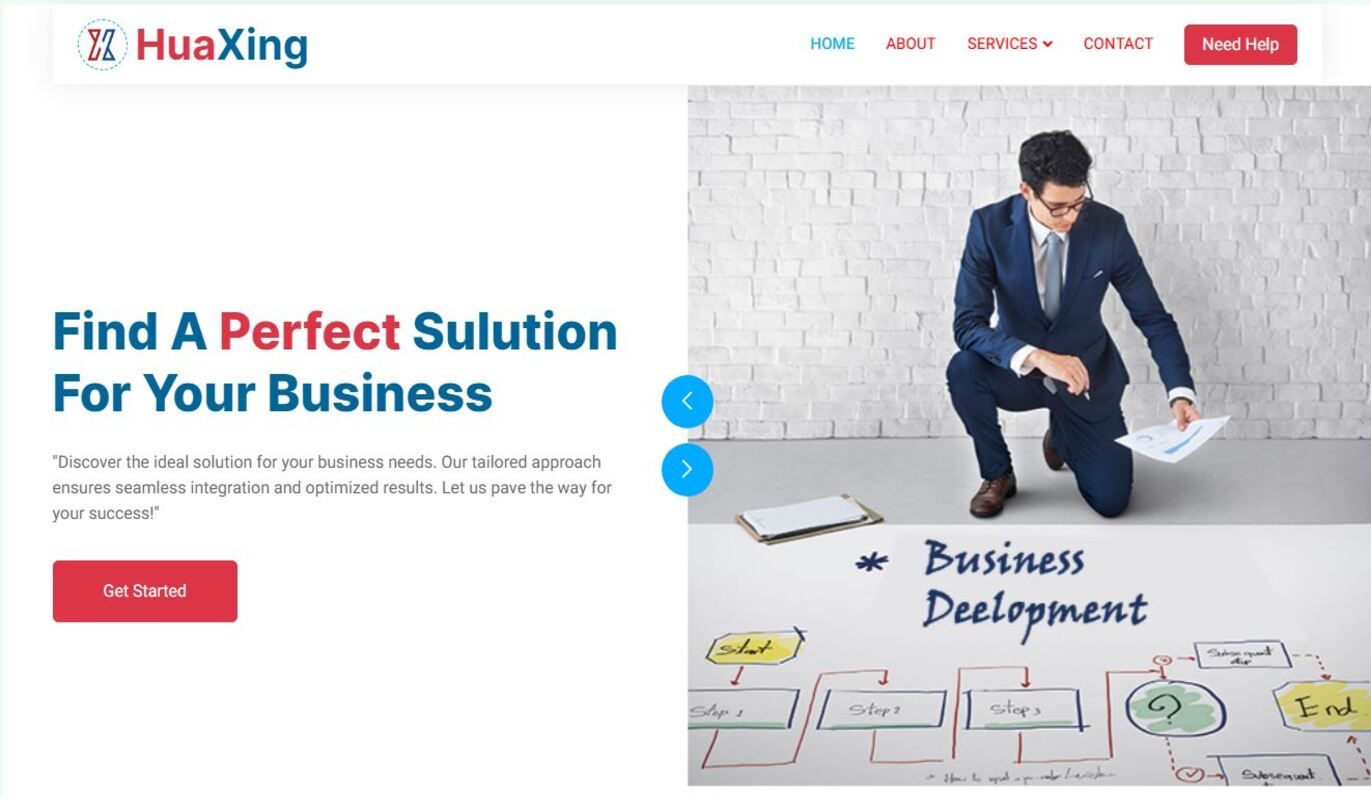 HuaXing
HOME ABOUT SERVICES CONTACT Need Help
Find A Perfect Sulution
For Your Business
"Discover the ideal solution for your business needs. Our tailored approach
ensures seamless integration and optimized results. Let us pave the way for
your success!"
Get Started
* Business
Deelopment
Start
Subsequent
Step 1
Step 2
Step 3
?
End
Subsequent